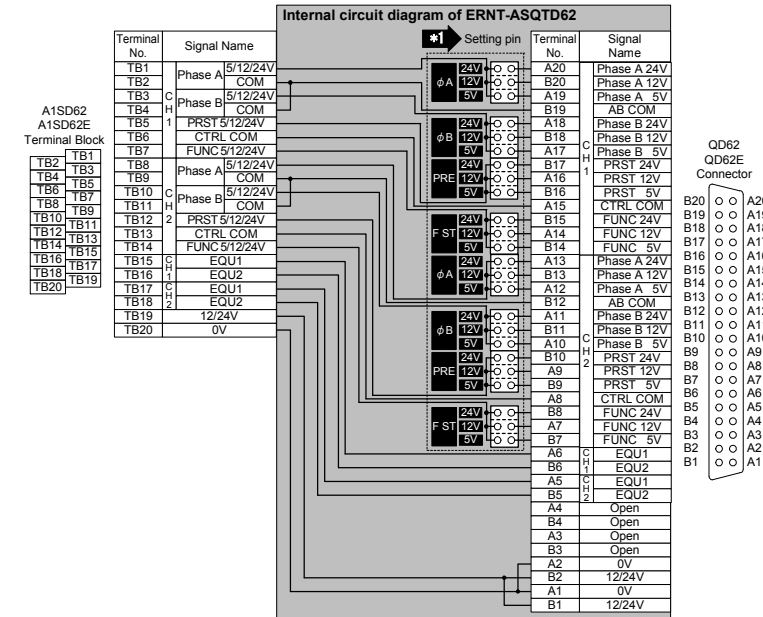 Internal circuit diagram of ERNT-ASQTD62
*1 Setting pin
Terminal No. Signal Name
TB1 Phase A 5/12/24V
TB2 COM
TB3 CH1 Phase B 5/12/24V
TB4 COM
TB5 PRST 5/12/24V
TB6 CTRL COM
TB7 FUNC 5/12/24V
TB8 Phase A 5/12/24V
TB9 COM
TB10 CH2 Phase B 5/12/24V
TB11 COM
TB12 PRST 5/12/24V
TB13 CTRL COM
TB14 FUNC 5/12/24V
TB15 CH1 EQU1
TB16 EQU2
TB17 CH2 EQU1
TB18 EQU2
TB19 12/24V
TB20 0V
A1SD62
A1SD62E
Terminal Block
TB1
TB2
TB3
TB4
TB5
TB6
TB7
TB8
TB9
TB10
TB11
TB12
TB13
TB14
TB15
TB16
TB17
TB18
TB19
TB20
ϕA 24V 12V 5V
ϕB 24V 12V 5V
PRE 24V 12V 5V
F ST 24V 12V 5V
ϕA 24V 12V 5V
ϕB 24V 12V 5V
PRE 24V 12V 5V
F ST 24V 12V 5V
Terminal No. Signal Name
A20 Phase A 24V
B20 Phase A 12V
A19 Phase A 5V
B19 AB COM
A18 Phase B 24V
B18 Phase B 12V
A17 Phase B 5V
B17 CH1 PRST 24V
A16 PRST 12V
B16 PRST 5V
A15 CTRL COM
B15 FUNC 24V
A14 FUNC 12V
B14 FUNC 5V
A13 Phase A 24V
B13 Phase A 12V
A12 Phase A 5V
B12 AB COM
A11 Phase B 24V
B11 Phase B 12V
A10 Phase B 5V
B10 CH2 PRST 24V
A9 PRST 12V
B9 PRST 5V
A8 CTRL COM
B8 FUNC 24V
A7 FUNC 12V
B7 FUNC 5V
A6 CH1 EQU1
B6 EQU2
A5 CH2 EQU1
B5 EQU2
A4 Open
B4 Open
A3 Open
B3 Open
A2 0V
B2 12/24V
A1 0V
B1 12/24V
QD62
QD62E
Connector
B20 A20
B19 A19
B18 A18
B17 A17
B16 A16
B15 A15
B14 A14
B13 A13
B12 A12
B11 A11
B10 A10
B9 A9
B8 A8
B7 A7
B6 A6
B5 A5
B4 A4
B3 A3
B2 A2
B1 A1